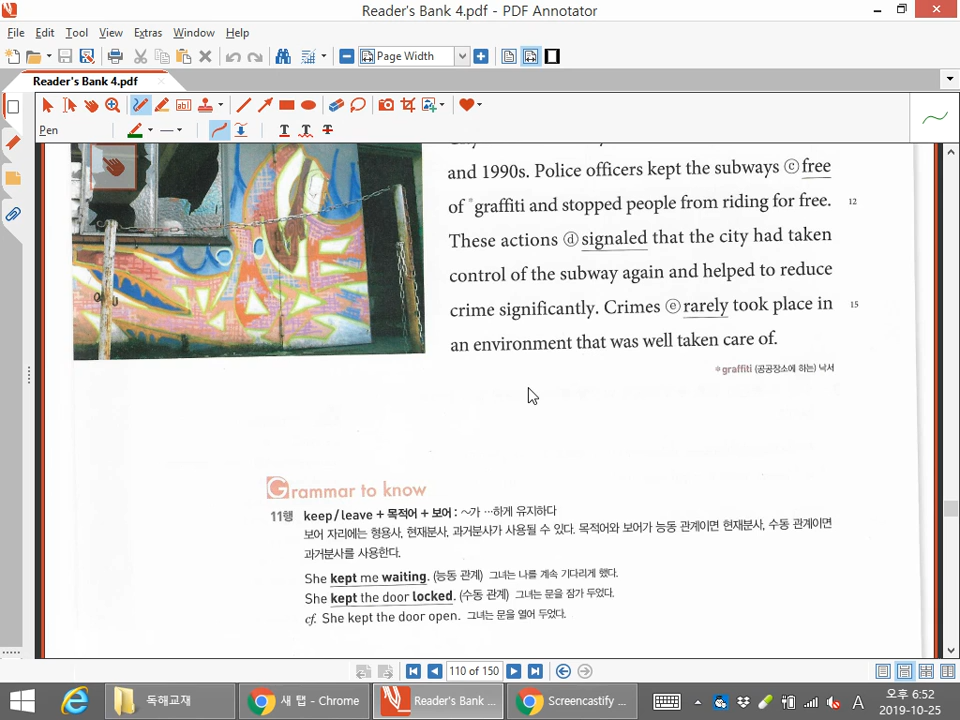 Reader's Bank 4.pdf - PDF Annotator
File Edit Tool View Extras Window Help
Page Width
Reader's Bank 4.pdf
Pen
and 1990s. Police officers kept the subways ⓒ free
of *graffiti and stopped people from riding for free. 12
These actions ⓓ signaled that the city had taken
control of the subway again and helped to reduce
crime significantly. Crimes ⓔ rarely took place in 15
an environment that was well taken care of.
*graffiti (공공장소에 하는) 낙서
Grammar to know
11행 keep/leave + 목적어 + 보어 : ~가 …하게 유지하다
보어 자리에는 형용사, 현재분사, 과거분사가 사용될 수 있다. 목적어와 보어가 능동 관계이면 현재분사, 수동 관계이면
과거분사를 사용한다.
She kept me waiting. (능동 관계) 그녀는 나를 계속 기다리게 했다.
She kept the door locked. (수동 관계) 그녀는 문을 잠가 두었다.
cf. She kept the door open. 그녀는 문을 열어 두었다.
110 of 150
독해교재
새 탭 - Chrome
Reader's Bank ...
Screencastify ...
A
오후 6:52
2019-10-25